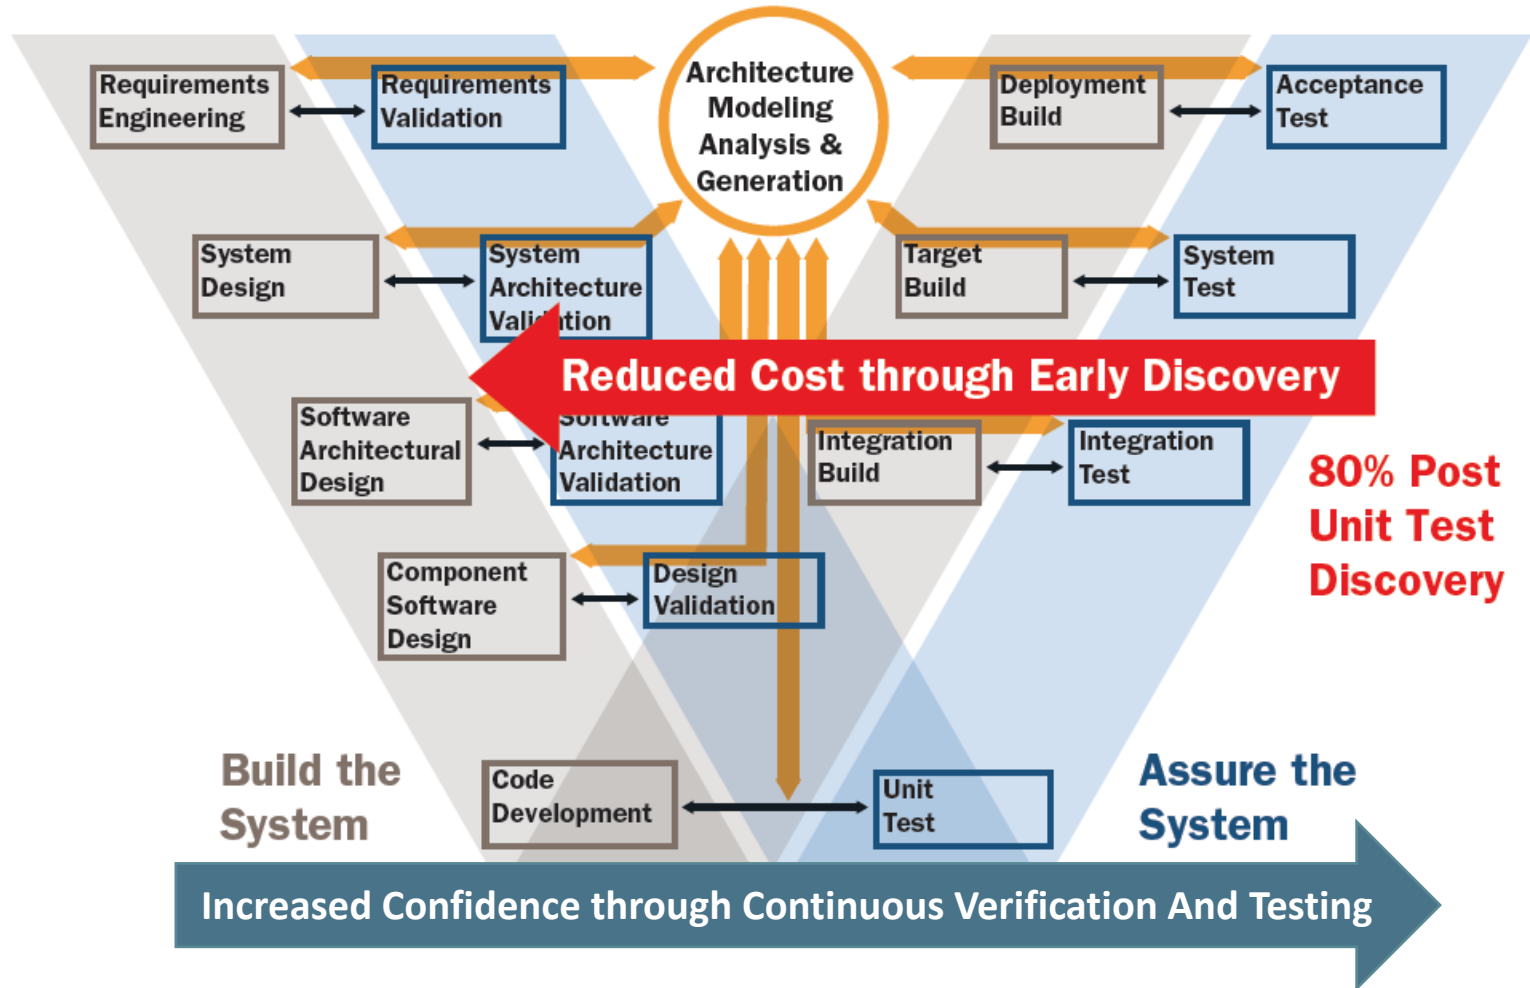 Architecture
Modeling
Analysis &
Generation
Requirements
Engineering
Requirements
Validation
Deployment
Build
Acceptance
Test
System
Design
System
Architecture
Validation
Target
Build
System
Test
Reduced Cost through Early Discovery
Software
Architectural
Design
Software
Architecture
Validation
Integration
Build
Integration
Test
80% Post
Unit Test
Discovery
Component
Software
Design
Design
Validation
Build the
System
Code
Development
Unit
Test
Assure the
System
Increased Confidence through Continuous Verification And Testing